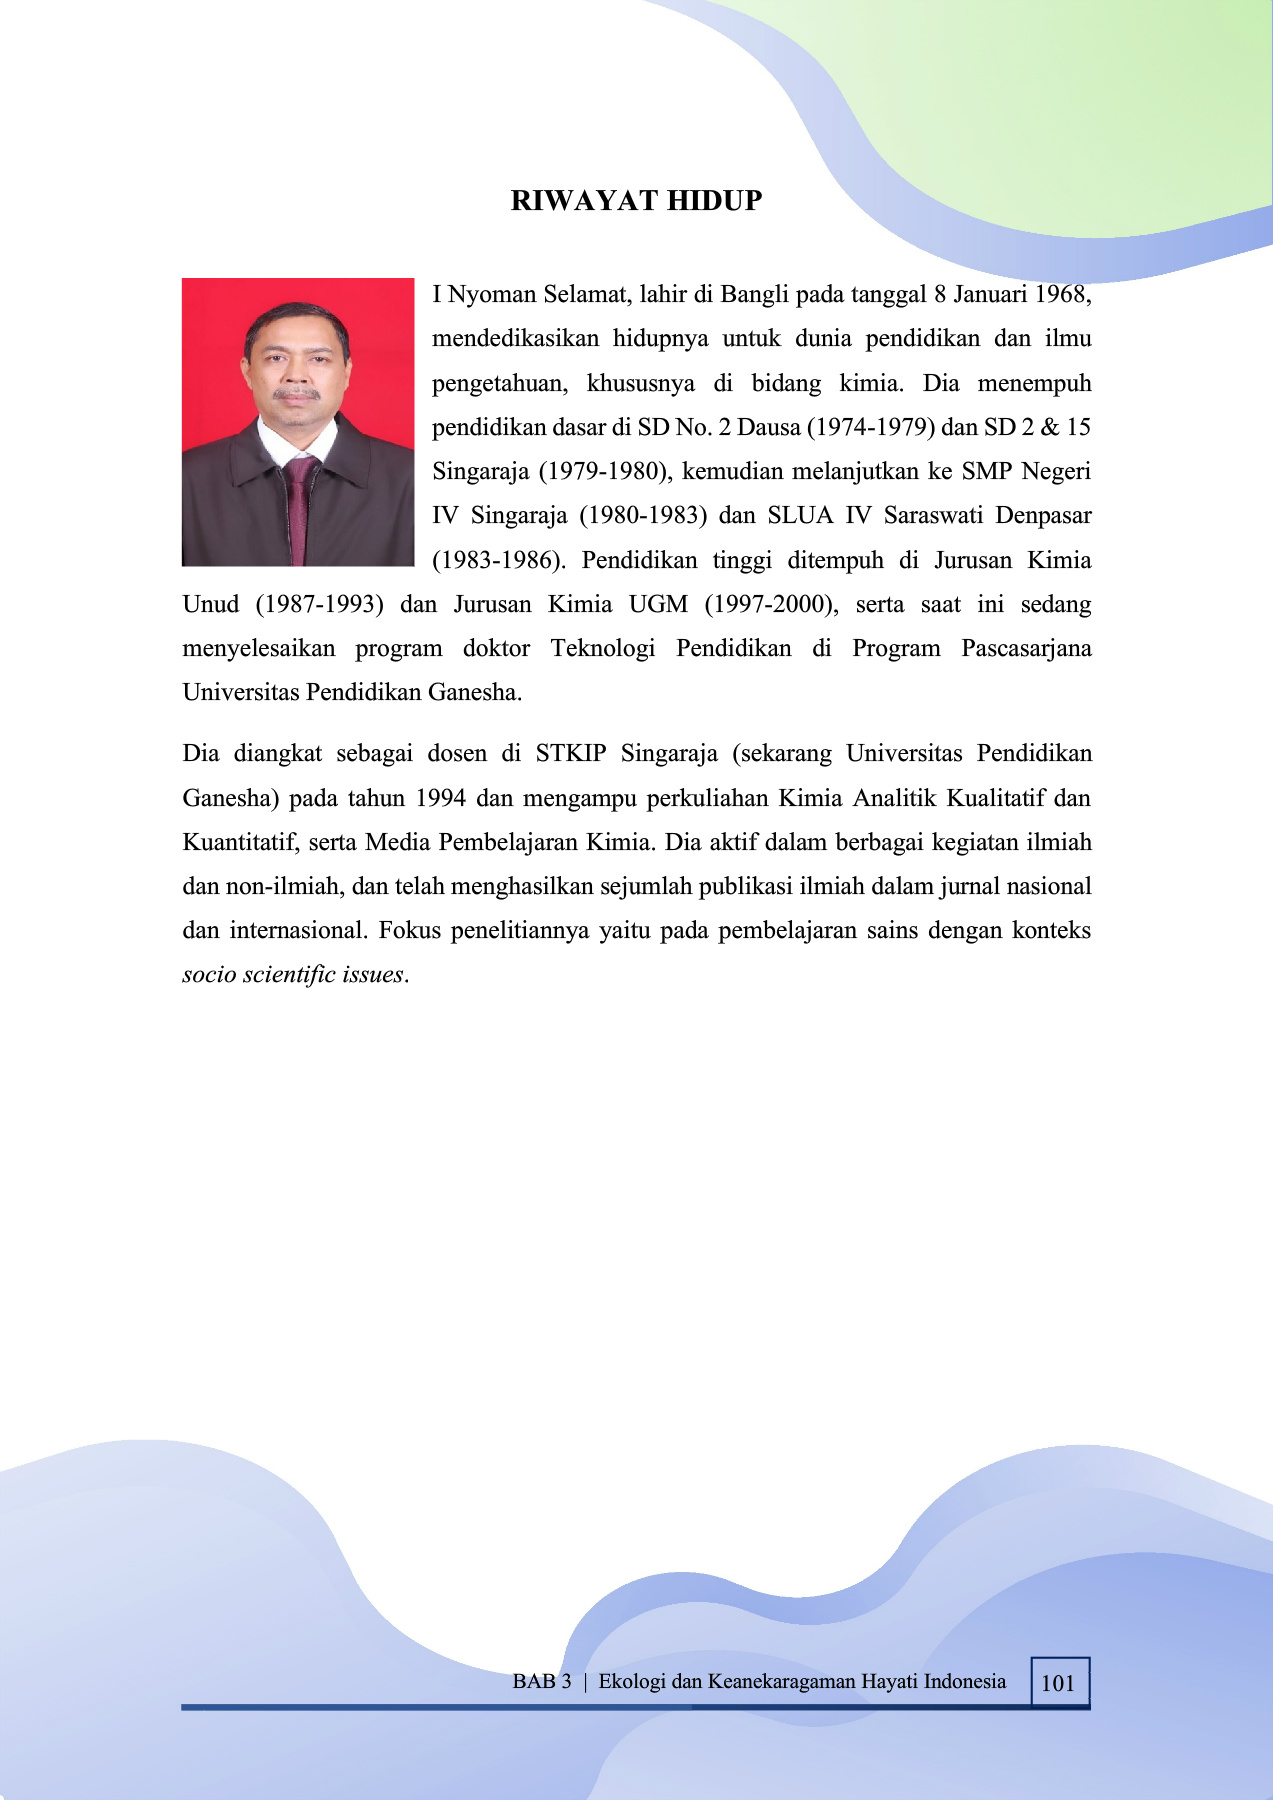 RIWAYAT HIDUP
I Nyoman Selamat, lahir di Bangli pada tanggal 8 Januari 1968,
mendedikasikan hidupnya untuk dunia pendidikan dan ilmu
pengetahuan, khususnya di bidang kimia. Dia menempuh
pendidikan dasar di SD No. 2 Dausa (1974-1979) dan SD 2 & 15
Singaraja (1979-1980), kemudian melanjutkan ke SMP Negeri
IV Singaraja (1980-1983) dan SLUA IV Saraswati Denpasar
(1983-1986). Pendidikan tinggi ditempuh di Jurusan Kimia
Unud (1987-1993) dan Jurusan Kimia UGM (1997-2000), serta saat ini sedang
menyelesaikan program doktor Teknologi Pendidikan di Program Pascasarjana
Universitas Pendidikan Ganesha.
Dia diangkat sebagai dosen di STKIP Singaraja (sekarang Universitas Pendidikan
Ganesha) pada tahun 1994 dan mengampu perkuliahan Kimia Analitik Kualitatif dan
Kuantitatif, serta Media Pembelajaran Kimia. Dia aktif dalam berbagai kegiatan ilmiah
dan non-ilmiah, dan telah menghasilkan sejumlah publikasi ilmiah dalam jurnal nasional
dan internasional. Fokus penelitiannya yaitu pada pembelajaran sains dengan konteks
socio scientific issues.
BAB 3 | Ekologi dan Keanekaragaman Hayati Indonesia 101